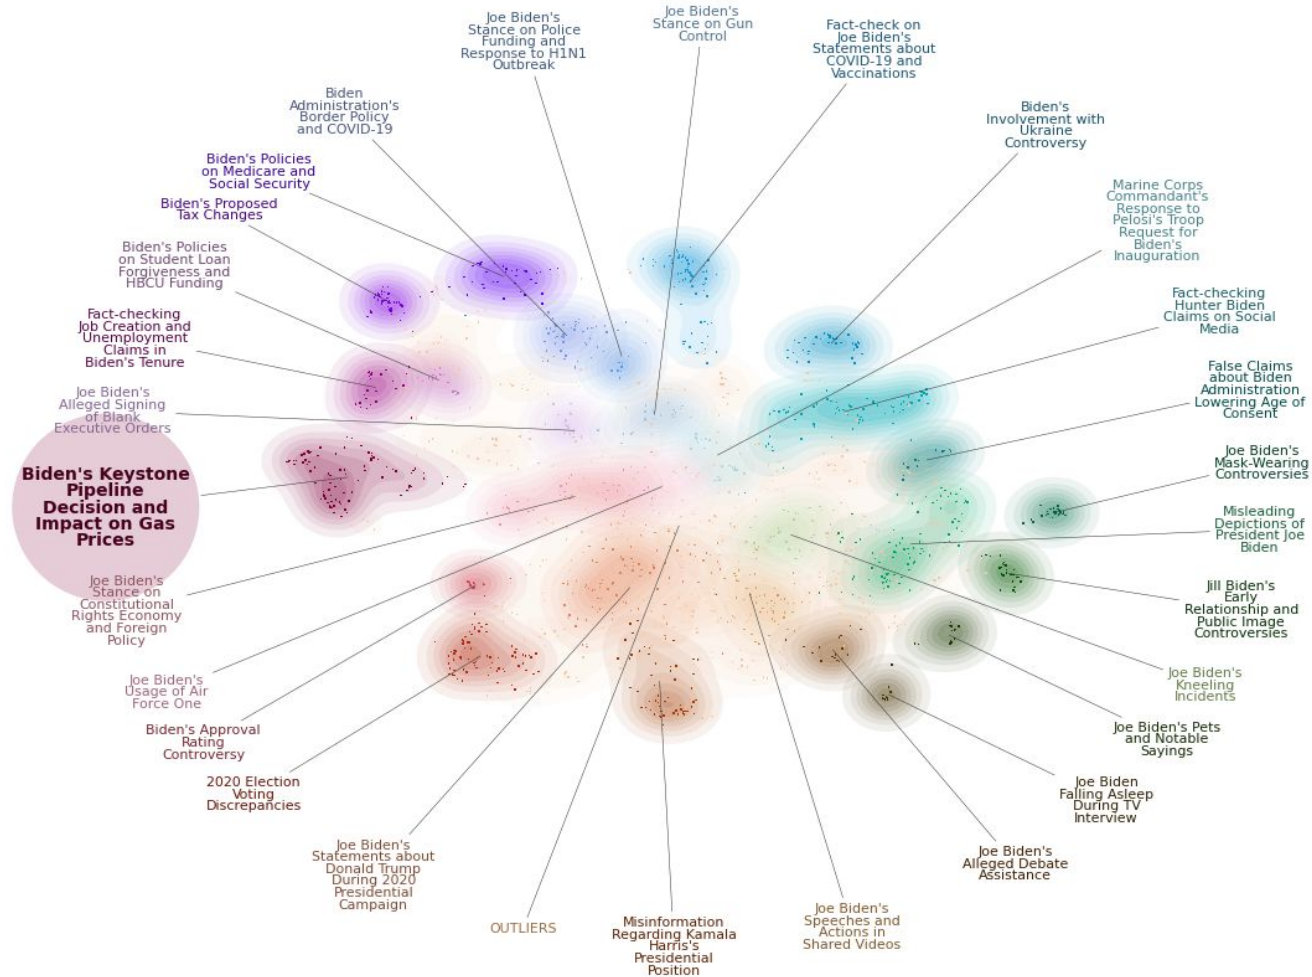 Joe Biden's
Stance on Police
Funding and
Response to H1N1
Outbreak
Joe Biden's
Stance on Gun
Control
Fact-check on
Joe Biden's
Statements about
COVID-19 and
Vaccinations
Biden
Administration's
Border Policy
and COVID-19
Biden's
Involvement with
Ukraine
Controversy
Biden's Policies
on Medicare and
Social Security
Biden's Proposed
Tax Changes
Marine Corps
Commandant's
Response to
Pelosi's Troop
Request for
Biden's
Inauguration
Biden's Policies
on Student Loan
Forgiveness and
HBCU Funding
Fact-checking
Hunter Biden
Claims on Social
Media
Fact-checking
Job Creation and
Unemployment
Claims in
Biden's Tenure
False Claims
about Biden
Administration
Lowering Age of
Consent
Joe Biden's
Alleged Signing
of Blank
Executive Orders
Joe Biden's
Mask-Wearing
Controversies
Biden's Keystone
Pipeline
Decision and
Impact on Gas
Prices
Misleading
Depictions of
President Joe
Biden
Joe Biden's
Stance on
Constitutional
Rights Economy
and Foreign
Policy
Jill Biden's
Early
Relationship and
Public Image
Controversies
Joe Biden's
Usage of Air
Force One
Joe Biden's
Kneeling
Incidents
Biden's Approval
Rating
Controversy
Joe Biden's Pets
and Notable
Sayings
2020 Election
Voting
Discrepancies
Joe Biden
Falling Asleep
During TV
Interview
Joe Biden's
Statements about
Donald Trump
During 2020
Presidential
Campaign
Joe Biden's
Alleged Debate
Assistance
OUTLIERS
Misinformation
Regarding Kamala
Harris's
Presidential
Position
Joe Biden's
Speeches and
Actions in
Shared Videos